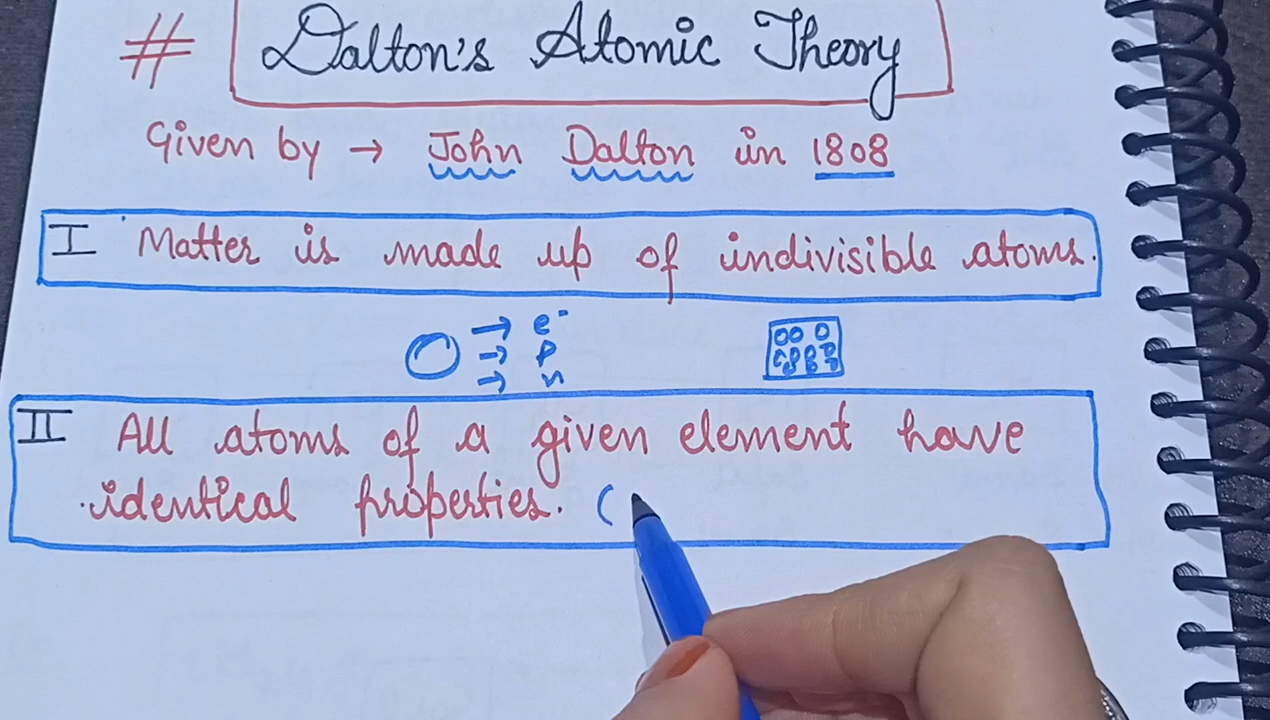 # Dalton's Atomic Theory
Given by → John Dalton in 1808
I Matter is made up of indivisible atoms.
→ e⁻
→ p
→ n
II All atoms of a given element have
identical properties. (